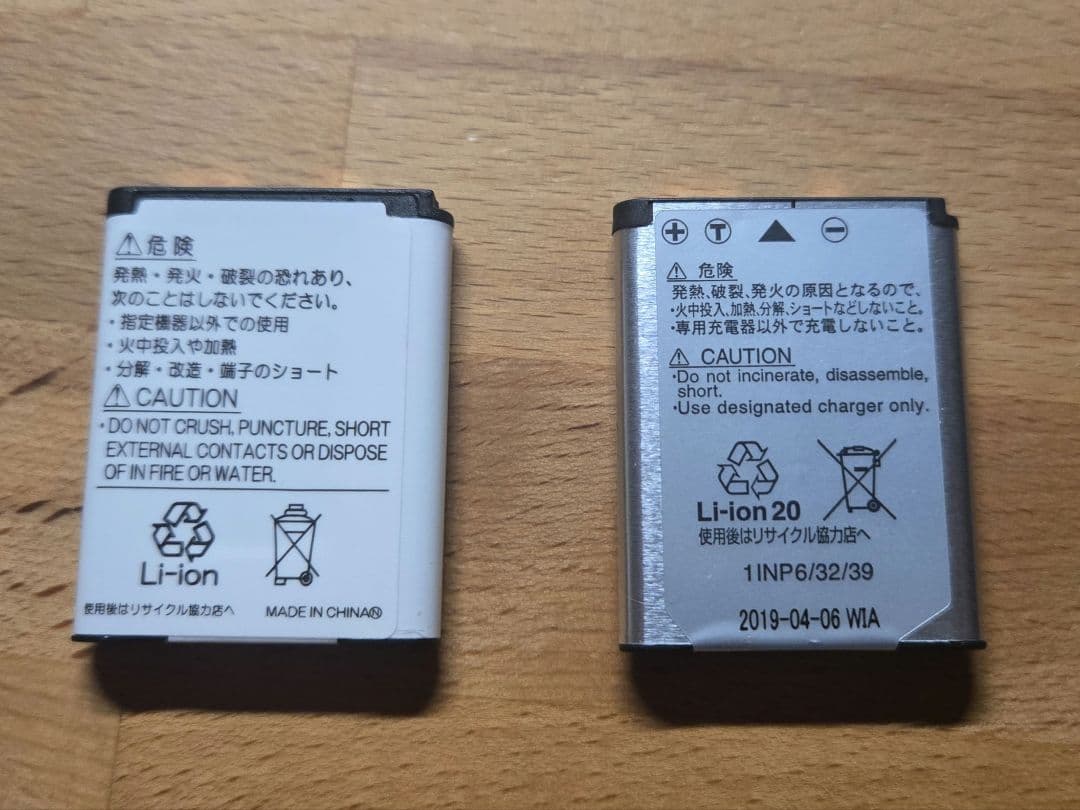 ⚠危険
発熱・発火・破裂の恐れあり、
次のことはしないでください。
・指定機器以外での使用
・火中投入や加熱
・分解・改造・端子のショート
⚠CAUTION
・DO NOT CRUSH, PUNCTURE, SHORT
EXTERNAL CONTACTS OR DISPOSE
OF IN FIRE OR WATER.
Li-ion
使用後はリサイクル協力店へ
MADE IN CHINA Ⓝ
⊕ Ⓣ ▲ ⊖
⚠ 危険
発熱、破裂、発火の原因となるので、
・火中投入、加熱、分解、ショートなどしないこと。
・専用充電器以外で充電しないこと。
⚠ CAUTION
・Do not incinerate, disassemble,
short.
・Use designated charger only.
Li-ion 20
使用後はリサイクル協力店へ
1INP6/32/39
2019-04-06 WIA